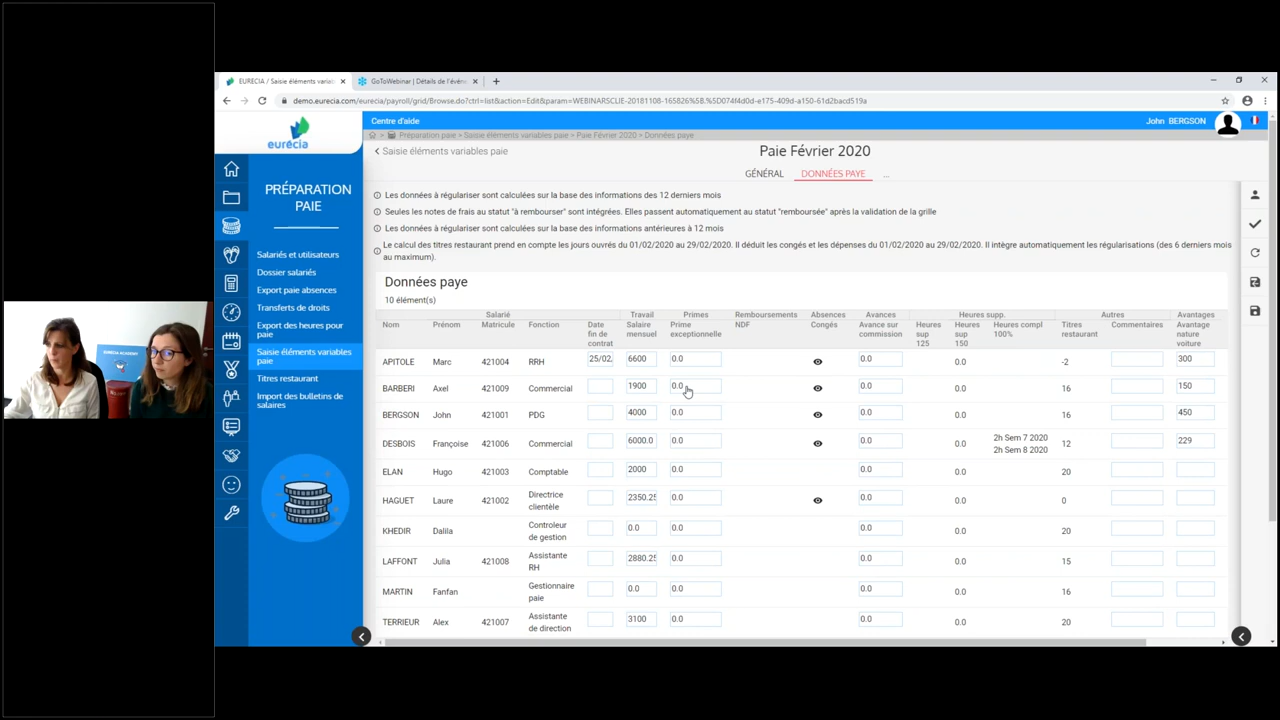 EURÉCIA / Saisie éléments variab
GoToWebinar | Détails de l'évén
demo.eurecia.com/eurecia/payroll/grid/Browse.do?ctrl=list&action=Edit&param=WEBINARSCLIE-20181108-165826%5B.%5D074f4d0d-e175-409d-a150-61d2bacd519a
eurécia
Centre d'aide
John BERGSON
Préparation paie > Saisie éléments variables paie > Paie Février 2020 > Données paye
Saisie éléments variables paie
Paie Février 2020
GÉNÉRAL DONNÉES PAYE ...
PRÉPARATION
PAIE
Salariés et utilisateurs
Dossier salariés
Export paie absences
Transferts de droits
Export des heures pour
paie
Saisie éléments variables
paie
Titres restaurant
Import des bulletins de
salaires
Les données à régulariser sont calculées sur la base des informations des 12 derniers mois
Seules les notes de frais au statut "à rembourser" sont intégrées. Elles passent automatiquement au statut "remboursée" après la validation de la grille
Les données à régulariser sont calculées sur la base des informations antérieures à 12 mois
Le calcul des titres restaurant prend en compte les jours ouvrés du 01/02/2020 au 29/02/2020. Il déduit les congés et les dépenses du 01/02/2020 au 29/02/2020. Il intègre automatiquement les régularisations (des 6 derniers mois
au maximum).
Données paye
10 élément(s)
Salarié Travail Primes Remboursements Absences Avances Heures supp. Autres Avantages
Nom Prénom Matricule Fonction Date fin de contrat Salaire mensuel Prime exceptionnelle NDF Congés Avance sur commission Heures sup 125 Heures sup 150 Heures compl 100% Titres restaurant Commentaires Avantage nature voiture
APITOLE Marc 421004 RRH 25/02, 6600 0.0 0.0 0.0 -2 300
BARBERI Axel 421009 Commercial 1900 0.0 0.0 0.0 16 150
BERGSON John 421001 PDG 4000 0.0 0.0 0.0 16 450
DESBOIS Françoise 421006 Commercial 6000.0 0.0 0.0 0.0 2h Sem 7 2020 12 229
2h Sem 8 2020
ELAN Hugo 421003 Comptable 2000 0.0 0.0 0.0 20
HAGUET Laure 421002 Directrice clientèle 2350.25 0.0 0.0 0.0 0
KHEDIR Dalila Controleur de gestion 0.0 0.0 0.0 0.0 20
LAFFONT Julia 421008 Assistante RH 2880.25 0.0 0.0 0.0 15
MARTIN Fanfan Gestionnaire paie 0.0 0.0 0.0 0.0 16
TERRIEUR Alex 421007 Assistante de direction 3100 0.0 0.0 0.0 20